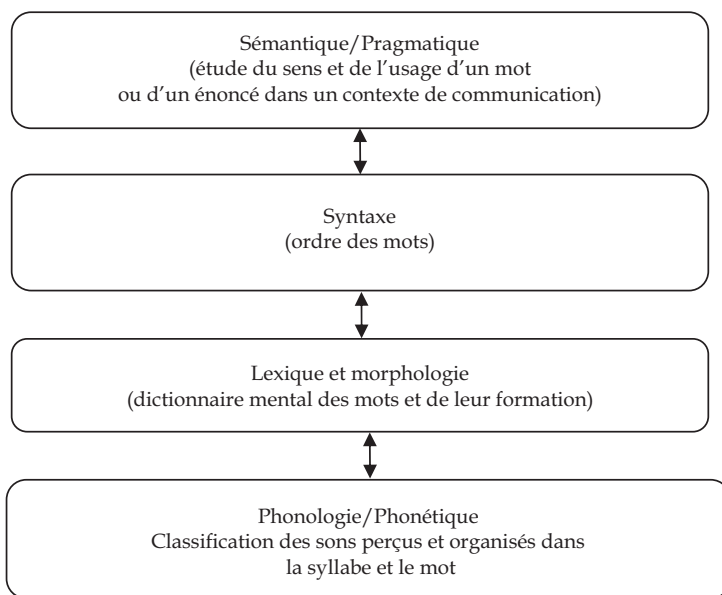 Sémantique/Pragmatique
(étude du sens et de l’usage d’un mot
ou d’un énoncé dans un contexte de communication)
Syntaxe
(ordre des mots)
Lexique et morphologie
(dictionnaire mental des mots et de leur formation)
Phonologie/Phonétique
Classification des sons perçus et organisés dans
la syllabe et le mot